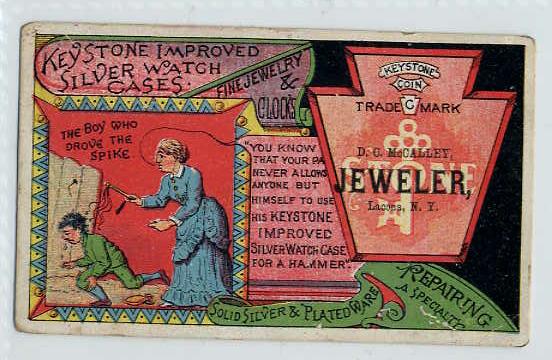 KEYSTONE IMPROVED
SILVER WATCH
CASES.
FINE JEWELRY
&
CLOCKS
THE BOY WHO
DROVE THE
SPIKE
"YOU KNOW
THAT YOUR PA
NEVER ALLOWS
ANYONE BUT
HIMSELF TO USE
HIS KEYSTONE
IMPROVED
SILVER WATCH CASE
FOR A HAMMER".
KEYSTONE
COIN
TRADE C MARK
D. C. McCALLEY,
JEWELER,
Lacona, N. Y.
SOLID SILVER & PLATED WARE
REPAIRING
A SPECIALTY